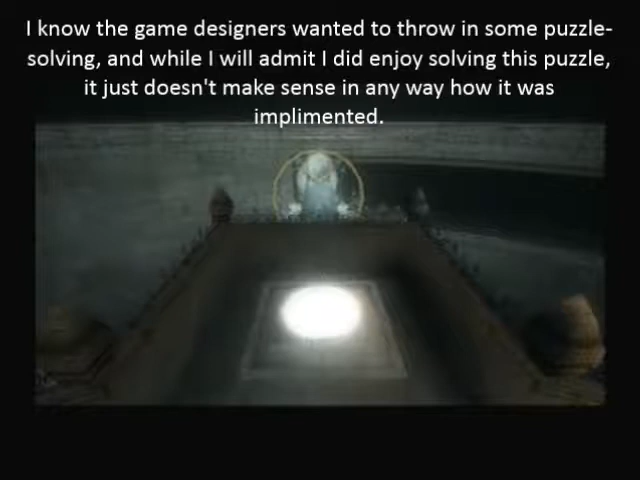 I know the game designers wanted to throw in some puzzle-
solving, and while I will admit I did enjoy solving this puzzle,
it just doesn't make sense in any way how it was
implimented.